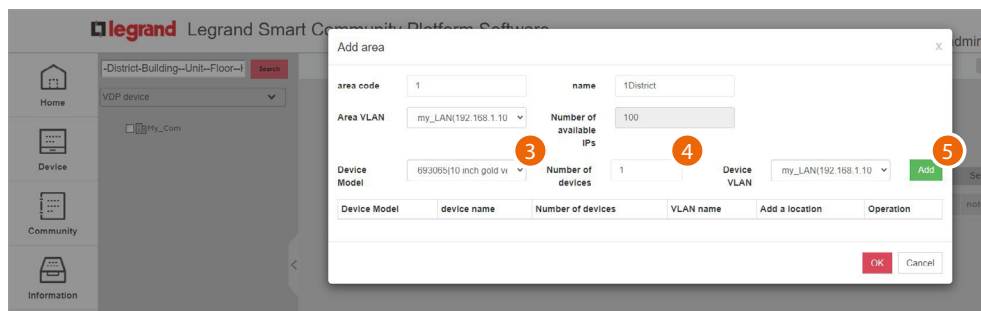 legrand Legrand Smart Community Platform Software
admin
Add area
X
-District-Building--Unit--Floor--H
Search
VDP device
My_Com
Home
Device
Community
Information
area code
1
name
1District
Area VLAN
my_LAN(192.168.1.10
Number of available IPs
100
3
4
5
Device Model
693065|10 inch gold ve
Number of devices
1
Device VLAN
my_LAN(192.168.1.10
Add
Se
Device Model device name Number of devices VLAN name Add a location Operation
not
OK
Cancel
<